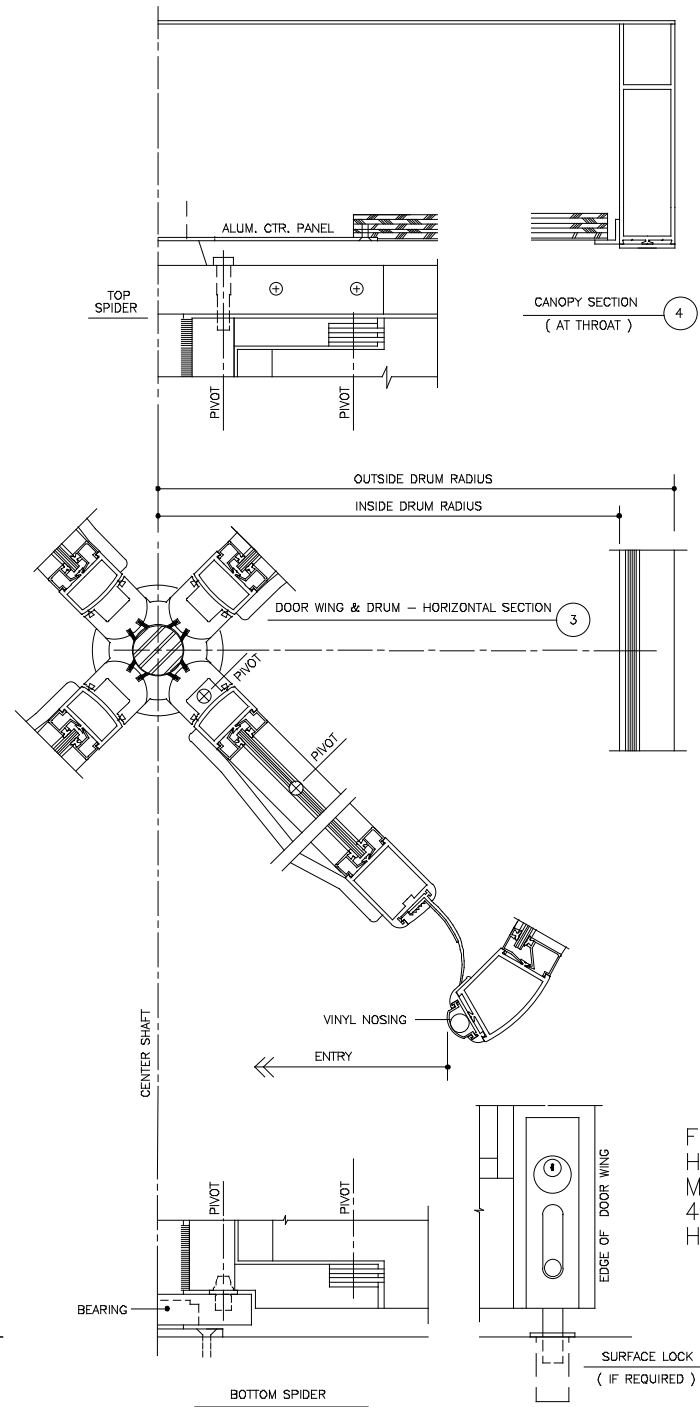 ALUM. CTR. PANEL
TOP
SPIDER
CANOPY SECTION
( AT THROAT )
4
PIVOT
PIVOT
OUTSIDE DRUM RADIUS
INSIDE DRUM RADIUS
DOOR WING & DRUM – HORIZONTAL SECTION
3
PIVOT
PIVOT
VINYL NOSING
ENTRY
CENTER SHAFT
PIVOT
PIVOT
EDGE OF DOOR WING
F
H
M
4
H
BEARING
SURFACE LOCK
( IF REQUIRED )
BOTTOM SPIDER